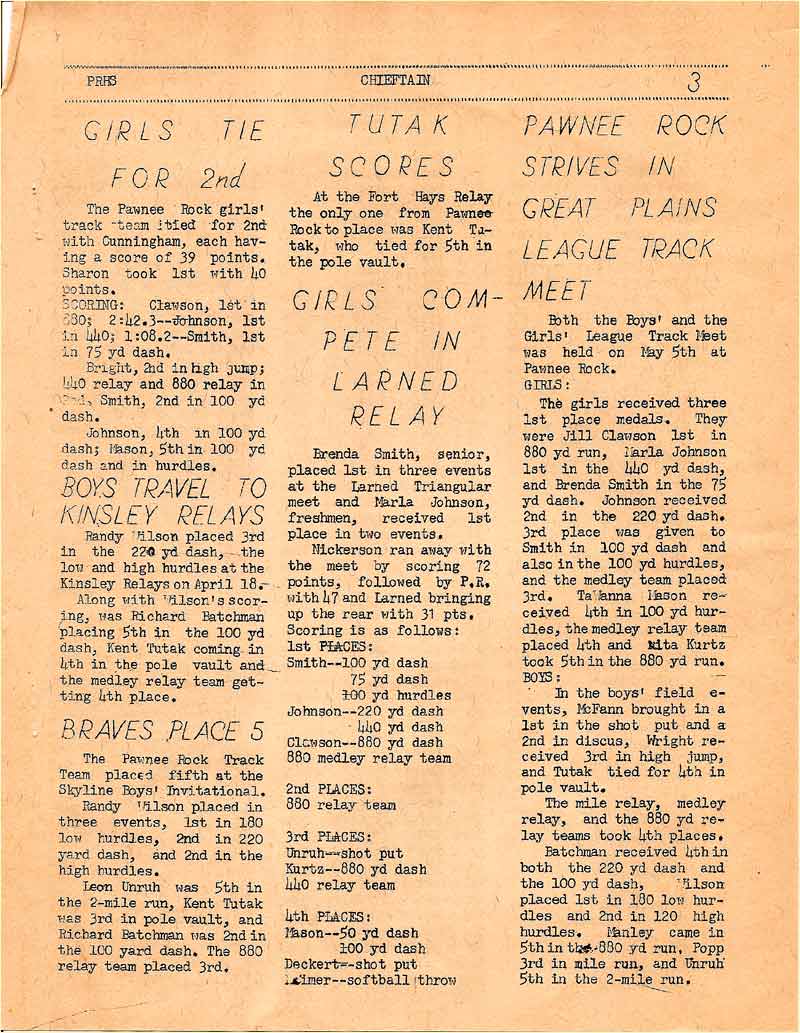 PRHS CHIEFTAIN 3
GIRLS TIE
FOR 2nd
The Pawnee Rock girls'
track team tied for 2nd
with Cunningham, each hav-
ing a score of 39 points.
Sharon took 1st with 40
points.
SCORING: Clawson, 1st in
880; 2:42.3--Johnson, 1st
in 440; 1:08.2--Smith, 1st
in 75 yd dash.
Bright, 2nd in high jump;
440 relay and 880 relay in
2nd, Smith, 2nd in 100 yd
dash.
Johnson, 4th in 100 yd
dash; Mason, 5th in 100 yd
dash and in hurdles.
BOYS TRAVEL TO
KINSLEY RELAYS
Randy Wilson placed 3rd
in the 220 yd dash, the
low and high hurdles at the
Kinsley Relays on April 18.
Along with Wilson's scor-
ing, was Richard Batchman
placing 5th in the 100 yd
dash, Kent Tutak coming in
4th in the pole vault and
the medley relay team get-
ting 4th place.
BRAVES PLACE 5
The Pawnee Rock Track
Team placed fifth at the
Skyline Boys' Invitational.
Randy Wilson placed in
three events, 1st in 180
low hurdles, 2nd in 220
yard dash, and 2nd in the
high hurdles.
Leon Unruh was 5th in
the 2-mile run, Kent Tutak
was 3rd in pole vault, and
Richard Batchman was 2nd in
the 100 yard dash. The 880
relay team placed 3rd.
TUTAK
SCORES
At the Fort Hays Relay
the only one from Pawnee
Rock to place was Kent Tu-
tak, who tied for 5th in
the pole vault.
GIRLS COM-
PETE IN
LARNED
RELAY
Brenda Smith, senior,
placed 1st in three events
at the Larned Triangular
meet and Marla Johnson,
freshmen, received 1st
place in two events.
Nickerson ran away with
the meet by scoring 72
points, followed by P.R.
with 47 and Larned bringing
up the rear with 31 pts.
Scoring is as follows:
1st PLACES:
Smith--100 yd dash
75 yd dash
100 yd hurdles
Johnson--220 yd dash
440 yd dash
Clawson--880 yd dash
880 medley relay team
2nd PLACES:
880 relay team
3rd PLACES:
Unruh--shot put
Kurtz--880 yd dash
440 relay team
4th PLACES:
Mason--50 yd dash
100 yd dash
Deckert--shot put
--softball throw
PAWNEE ROCK
STRIVES IN
GREAT PLAINS
LEAGUE TRACK
MEET
Both the Boys' and the
Girls' League Track Meet
was held on May 5th at
Pawnee Rock.
GIRLS:
The girls received three
1st place medals. They
were Jill Clawson 1st in
880 yd run, Marla Johnson
1st in the 440 yd dash,
and Brenda Smith in the 75
yd dash. Johnson received
2nd in the 220 yd dash.
3rd place was given to
Smith in 100 yd dash and
also in the 100 yd hurdles,
and the medley team placed
3rd. TaWanna Mason re-
ceived 4th in 100 yd hur-
dles, the medley relay team
placed 4th and Rita Kurtz
took 5th in the 880 yd run.
BOYS:
In the boys' field e-
vents, McFann brought in a
1st in the shot put and a
2nd in discus, Wright re-
ceived 3rd in high jump,
and Tutak tied for 4th in
pole vault.
The mile relay, medley
relay, and the 880 yd re-
lay teams took 4th places.
Batchman received 4th in
both the 220 yd dash and
the 100 yd dash, Wilson
placed 1st in 180 low hur-
dles and 2nd in 120 high
hurdles. Manley came in
5th in the 880 yd run, Popp
3rd in mile run, and Unruh
5th in the 2-mile run.